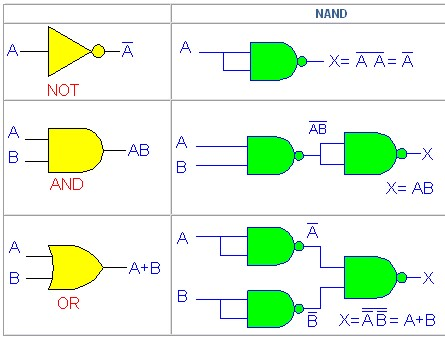 NAND
A A̅
NOT
A X= A̅ ̅A̅ = A̅
A
B AB
AND
A
B A̅B̅ X
X= AB
A
B A+B
OR
A A̅
X
B B̅ X=A̿ ̅B̿ = A+B